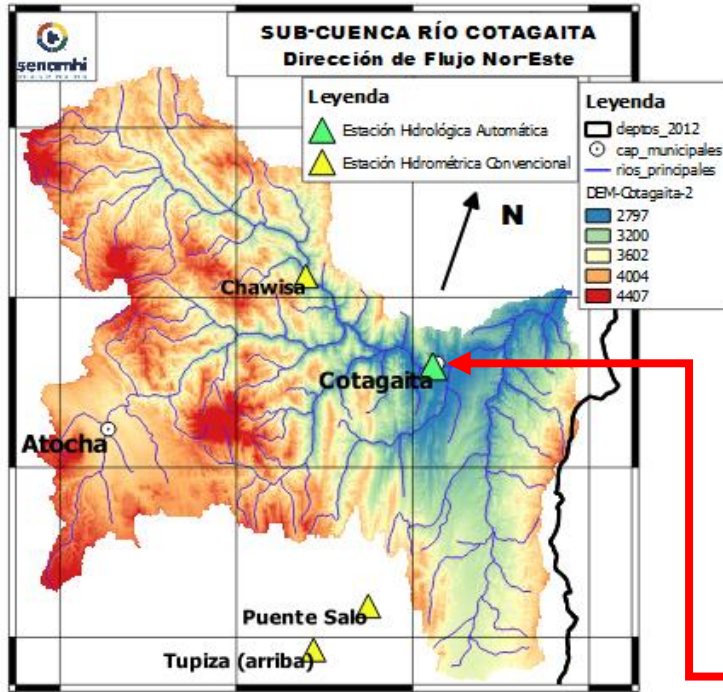 senamhi
SUB-CUENCA RÍO COTAGAITA
Dirección de Flujo Nor-Este
Leyenda
Estación Hidrológica Automática
Estación Hidrométrica Convencional
Leyenda
deptos_2012
cap_municipales
rios_principales
DEM-Cotagaita-2
2797
3200
3602
4004
4407
N
Chawisa
Cotagaita
Atocha
Puente Salo
Tupiza (arriba)